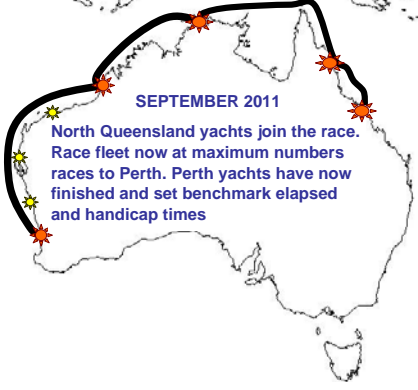 SEPTEMBER 2011
North Queensland yachts join the race.
Race fleet now at maximum numbers
races to Perth. Perth yachts have now
finished and set benchmark elapsed
and handicap times